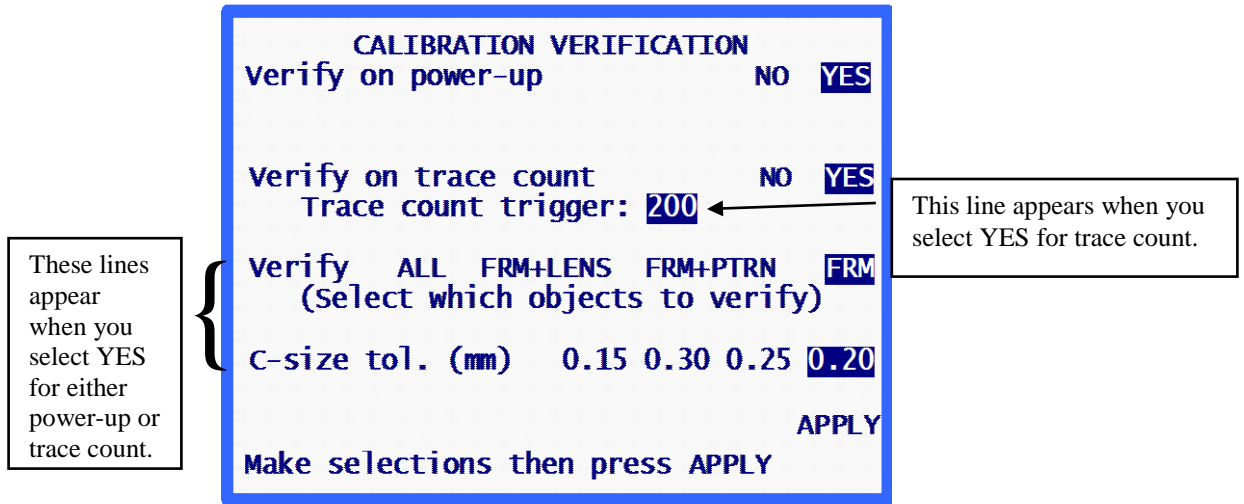 CALIBRATION VERIFICATION
Verify on power-up NO YES
Verify on trace count NO YES
Trace count trigger: 200
This line appears when you
select YES for trace count.
These lines
appear
when you
select YES
for either
power-up or
trace count.
Verify ALL FRM+LENS FRM+PTRN FRM
(Select which objects to verify)
C-size tol. (mm) 0.15 0.30 0.25 0.20
APPLY
Make selections then press APPLY